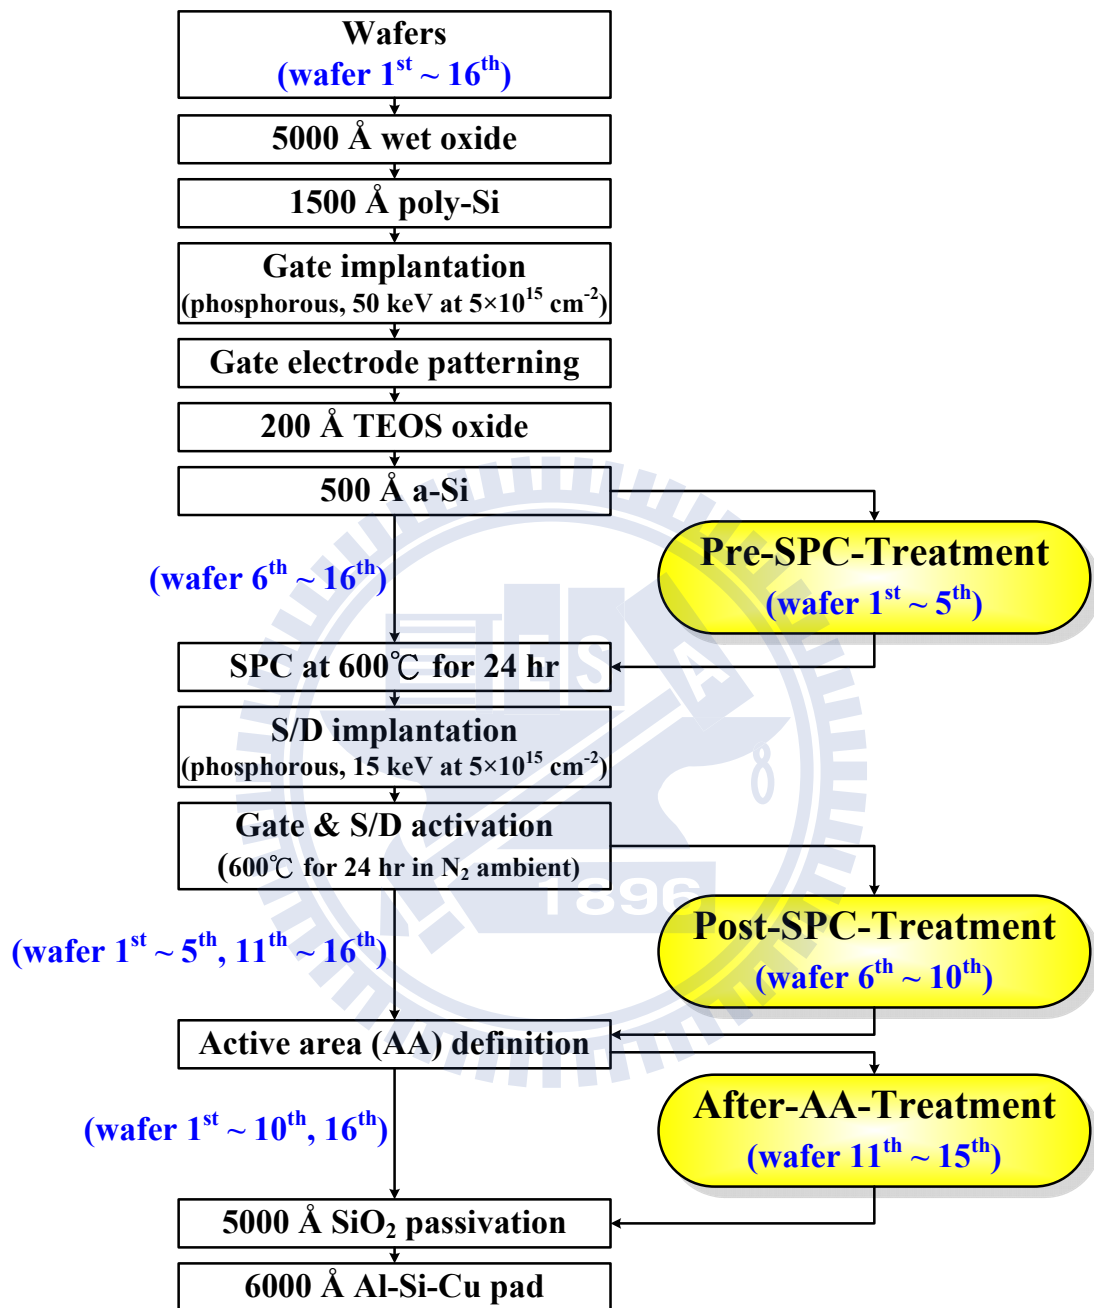 Wafers
(wafer 1st ~ 16th)
5000 Å wet oxide
1500 Å poly-Si
Gate implantation
(phosphorous, 50 keV at 5×10^15 cm^-2)
Gate electrode patterning
200 Å TEOS oxide
500 Å a-Si
Pre-SPC-Treatment
(wafer 1st ~ 5th)
(wafer 6th ~ 16th)
SPC at 600℃ for 24 hr
S/D implantation
(phosphorous, 15 keV at 5×10^15 cm^-2)
Gate & S/D activation
(600℃ for 24 hr in N2 ambient)
Post-SPC-Treatment
(wafer 6th ~ 10th)
(wafer 1st ~ 5th, 11th ~ 16th)
Active area (AA) definition
After-AA-Treatment
(wafer 11th ~ 15th)
(wafer 1st ~ 10th, 16th)
5000 Å SiO2 passivation
6000 Å Al-Si-Cu pad
E S A
1896